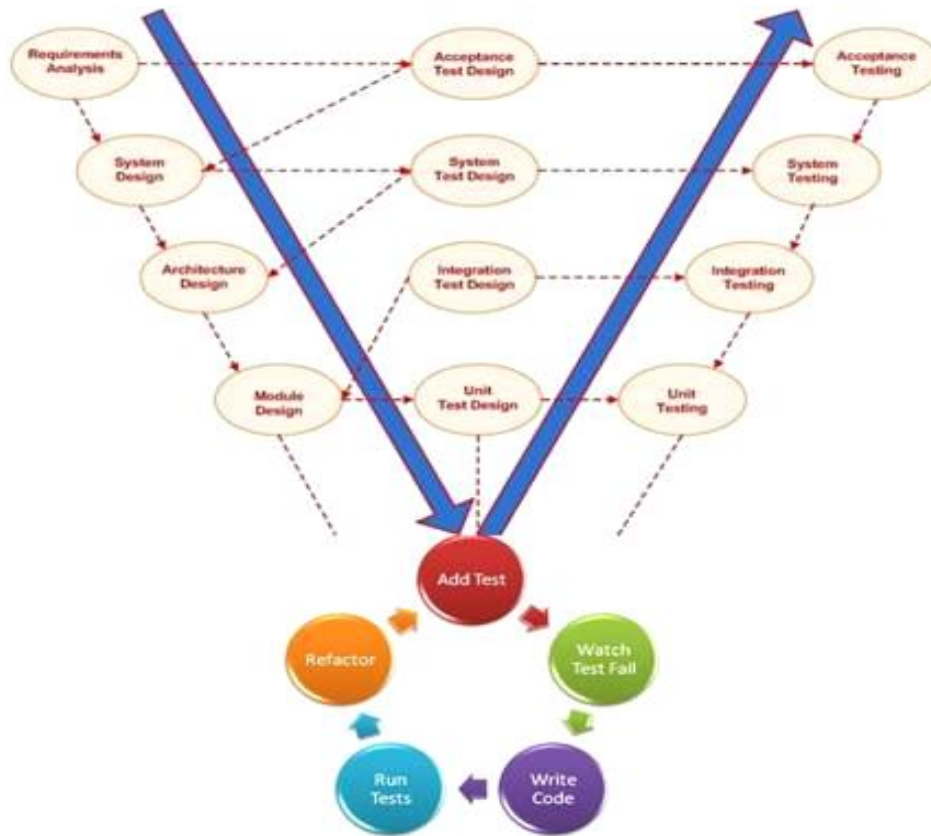 Requirements
Analysis
Acceptance
Test Design
Acceptance
Testing
System
Design
System
Test Design
System
Testing
Architecture
Design
Integration
Test Design
Integration
Testing
Module
Design
Unit
Test Design
Unit
Testing
Add Test
Refactor
Watch
Test Fail
Run
Tests
Write
Code